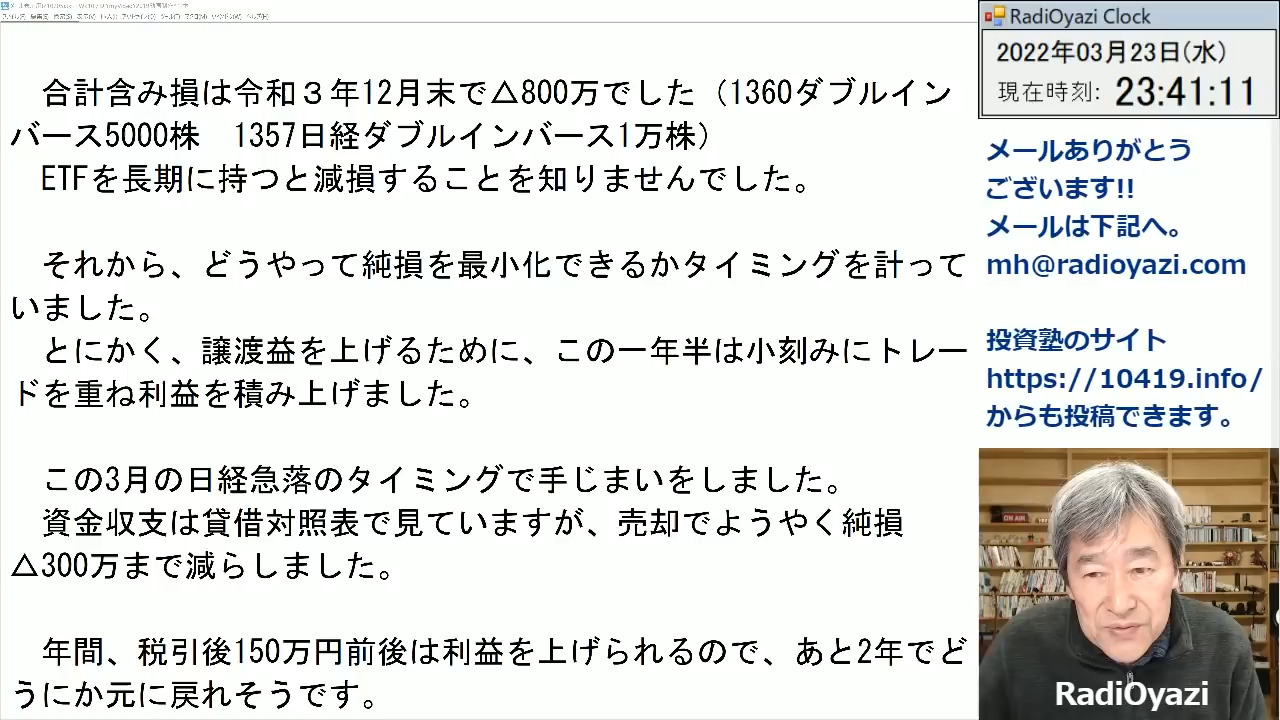 合計含み損は令和３年12月末で△800万でした（1360ダブルイン
バース5000株　1357日経ダブルインバース1万株）
ETFを長期に持つと減損することを知りませんでした。
それから、どうやって純損を最小化できるかタイミングを計って
いました。
とにかく、譲渡益を上げるために、この一年半は小刻みにトレー
ドを重ね利益を積み上げました。
この3月の日経急落のタイミングで手じまいをしました。
資金収支は貸借対照表で見ていますが、売却でようやく純損
△300万まで減らしました。
年間、税引後150万円前後は利益を上げられるので、あと2年でど
うにか元に戻れそうです。
RadiOyazi Clock
2022年03月23日(水)
現在時刻: 23:41:11
メールありがとう
ございます!!
メールは下記へ。
mh@radioyazi.com
投資塾のサイト
https://10419.info/
からも投稿できます。
ON AIR
RadiOyazi